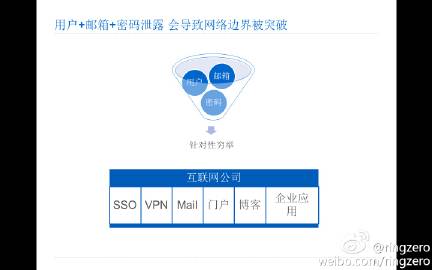 用户+邮箱+密码泄露 会导致网络边界被突破
用户
邮箱
密码
针对性穷举
互联网公司
SSO
VPN
Mail
门户
博客
企业应
用
@ringzero
weibo.com/ringzero